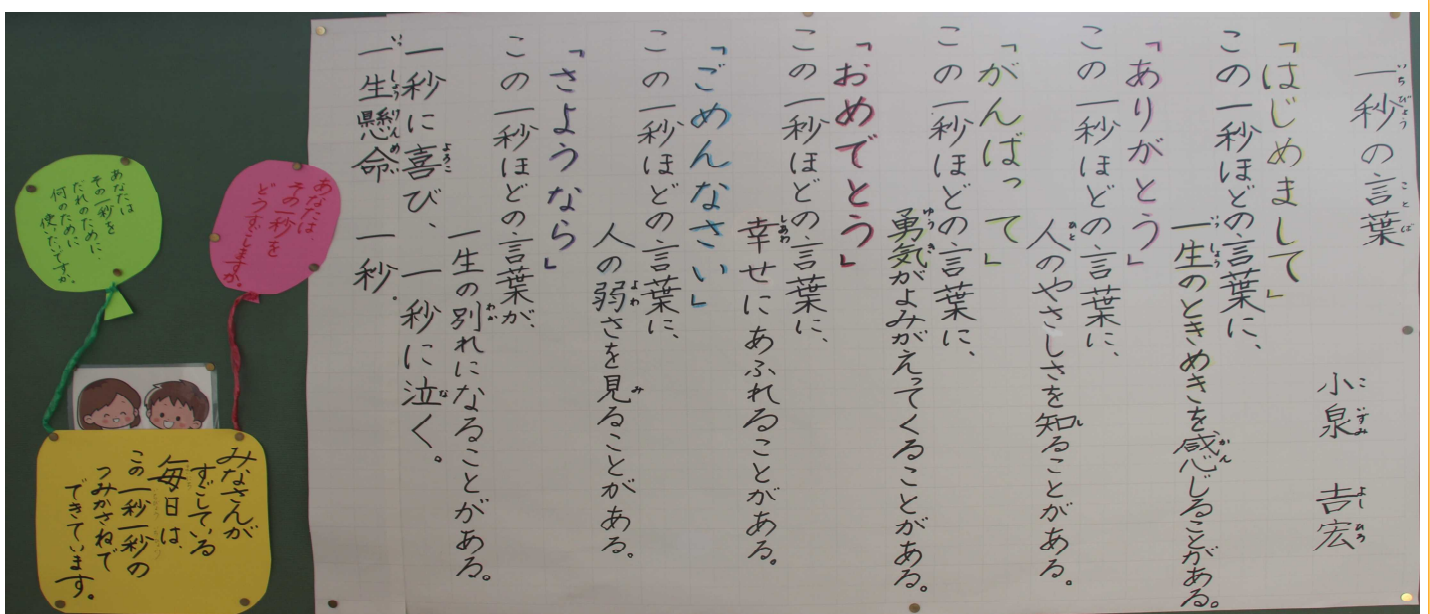 一秒の言葉
小泉 吉宏
「はじめまして」
この一秒ほどの言葉に、
一生のときめきを感じることがある。
「ありがとう」
この一秒ほどの言葉に、
人のやさしさを知ることがある。
「がんばって」
この一秒ほどの言葉に、
勇気がよみがえってくることがある。
「おめでとう」
この一秒ほどの言葉に、
幸せにあふれることがある。
「ごめんなさい」
この一秒ほどの言葉に、
人の弱さを見ることがある。
「さようなら」
この一秒ほどの言葉が、
一生の別れになることがある。
一秒に喜び、一秒に泣く。
一生懸命 一秒.
あなたは、
その一秒を
どうすごしますか。
あなたは
その一秒を
だれのために、
何のために
使いたいですか。
みなさんが
すごしている
毎日は、
この一秒一秒の
つみかさねで
できています。